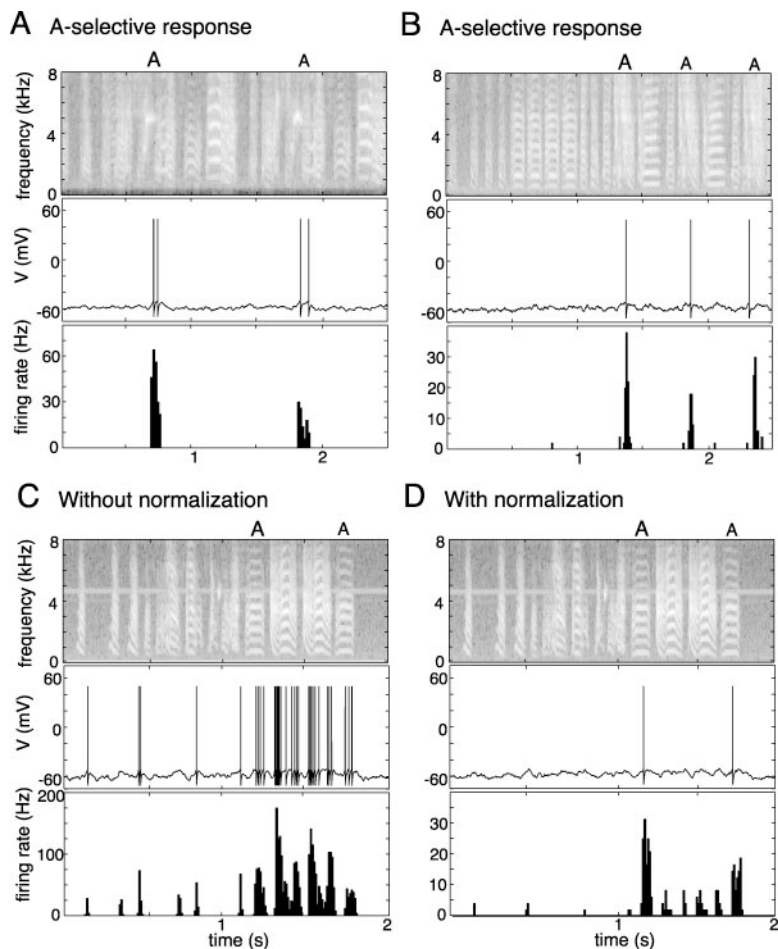 A A-selective response
A A
8
4
0
frequency (kHz)
60
0
-60
V (mV)
60
30
0
firing rate (Hz)
1 2
B A-selective response
A A A
8
4
0
60
0
-60
30
20
10
0
1 2
C Without normalization
A A
8
4
0
frequency (kHz)
60
0
-60
V (mV)
200
100
0
firing rate (Hz)
1 2
time (s)
D With normalization
A A
8
4
0
60
0
-60
30
20
10
0
1 2
time (s)